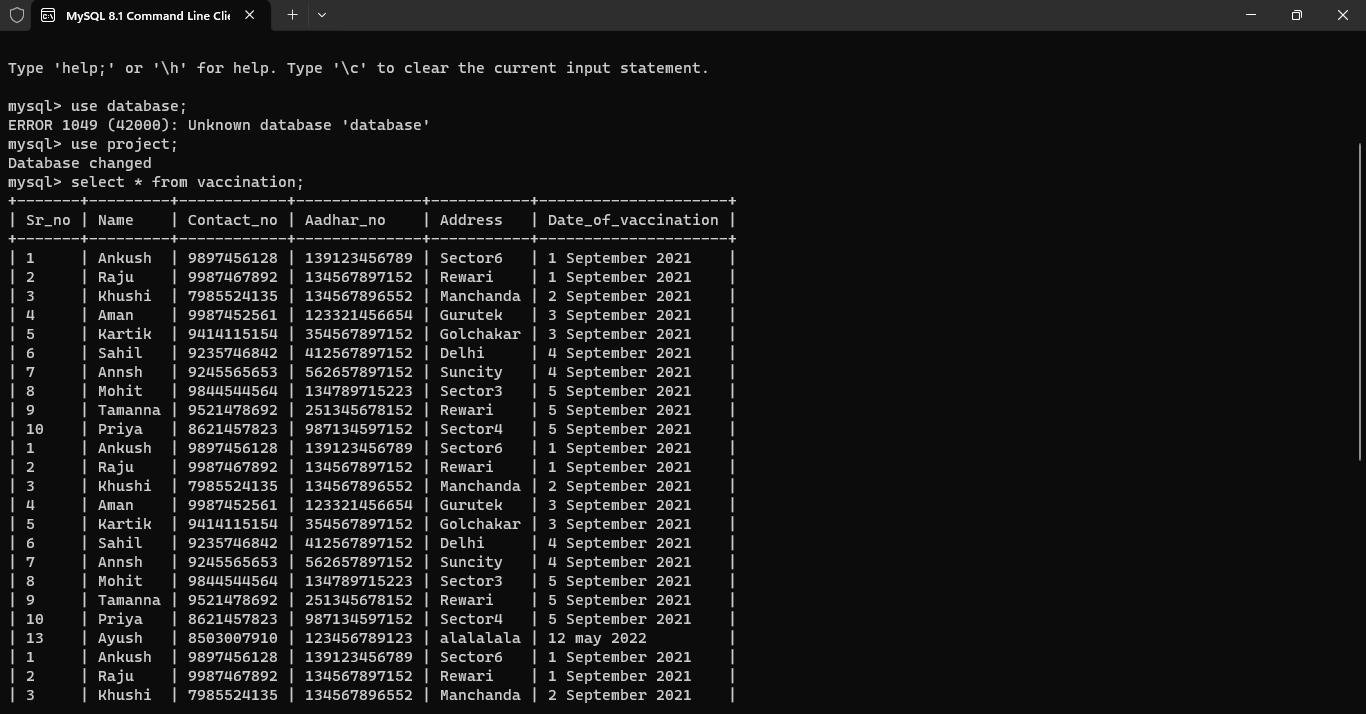 MySQL 8.1 Command Line Clie
Type 'help;' or '\h' for help. Type '\c' to clear the current input statement.
mysql> use database;
ERROR 1049 (42000): Unknown database 'database'
mysql> use project;
Database changed
mysql> select * from vaccination;
+-------+---------+------------+--------------+-----------+---------------------+
| Sr_no | Name    | Contact_no | Aadhar_no    | Address   | Date_of_vaccination |
+-------+---------+------------+--------------+-----------+---------------------+
| 1     | Ankush  | 9897456128 | 139123456789 | Sector6   | 1 September 2021    |
| 2     | Raju    | 9987467892 | 134567897152 | Rewari    | 1 September 2021    |
| 3     | Khushi  | 7985524135 | 134567896552 | Manchanda | 2 September 2021    |
| 4     | Aman    | 9987452561 | 123321456654 | Gurutek   | 3 September 2021    |
| 5     | Kartik  | 9414115154 | 354567897152 | Golchakar | 3 September 2021    |
| 6     | Sahil   | 9235746842 | 412567897152 | Delhi     | 4 September 2021    |
| 7     | Annsh   | 9245565653 | 562657897152 | Suncity   | 4 September 2021    |
| 8     | Mohit   | 9844544564 | 134789715223 | Sector3   | 5 September 2021    |
| 9     | Tamanna | 9521478692 | 251345678152 | Rewari    | 5 September 2021    |
| 10    | Priya   | 8621457823 | 987134597152 | Sector4   | 5 September 2021    |
| 1     | Ankush  | 9897456128 | 139123456789 | Sector6   | 1 September 2021    |
| 2     | Raju    | 9987467892 | 134567897152 | Rewari    | 1 September 2021    |
| 3     | Khushi  | 7985524135 | 134567896552 | Manchanda | 2 September 2021    |
| 4     | Aman    | 9987452561 | 123321456654 | Gurutek   | 3 September 2021    |
| 5     | Kartik  | 9414115154 | 354567897152 | Golchakar | 3 September 2021    |
| 6     | Sahil   | 9235746842 | 412567897152 | Delhi     | 4 September 2021    |
| 7     | Annsh   | 9245565653 | 562657897152 | Suncity   | 4 September 2021    |
| 8     | Mohit   | 9844544564 | 134789715223 | Sector3   | 5 September 2021    |
| 9     | Tamanna | 9521478692 | 251345678152 | Rewari    | 5 September 2021    |
| 10    | Priya   | 8621457823 | 987134597152 | Sector4   | 5 September 2021    |
| 13    | Ayush   | 8503007910 | 123456789123 | alalalala | 12 may 2022         |
| 1     | Ankush  | 9897456128 | 139123456789 | Sector6   | 1 September 2021    |
| 2     | Raju    | 9987467892 | 134567897152 | Rewari    | 1 September 2021    |
| 3     | Khushi  | 7985524135 | 134567896552 | Manchanda | 2 September 2021    |